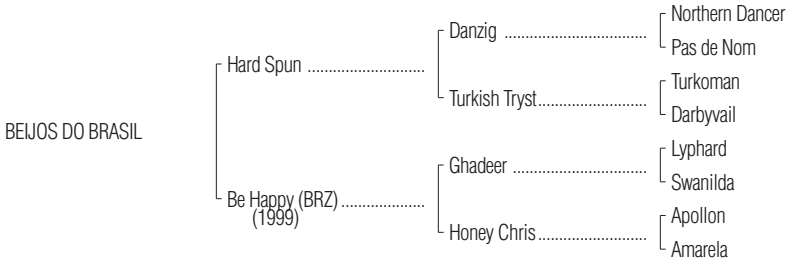 Northern Dancer
Danzig ................................
Pas de Nom
Hard Spun ..........................
Turkoman
Turkish Tryst........................
Darbyvail
BEIJOS DO BRASIL
Lyphard
Ghadeer ..............................
Swanilda
Be Happy (BRZ) ..................
(1999)
Apollon
Honey Chris........................
Amarela